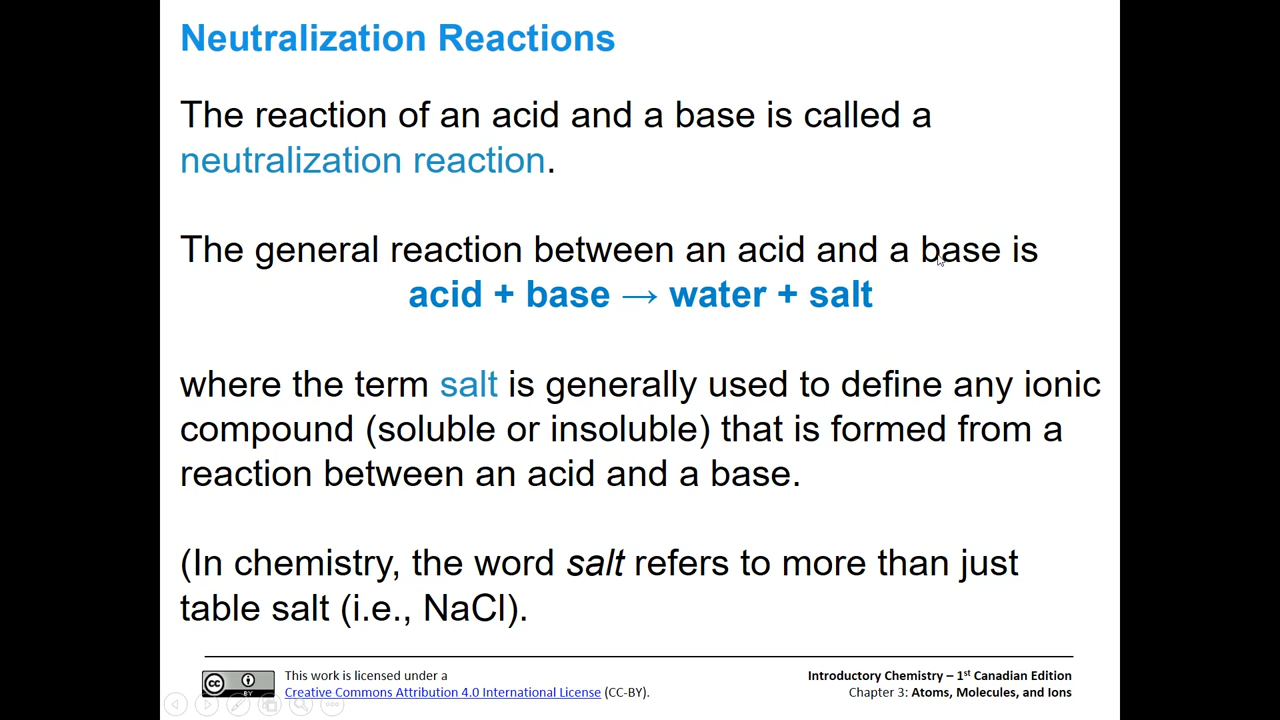 Neutralization Reactions
The reaction of an acid and a base is called a
neutralization reaction.
The general reaction between an acid and a base is
acid + base → water + salt
where the term salt is generally used to define any ionic
compound (soluble or insoluble) that is formed from a
reaction between an acid and a base.
(In chemistry, the word salt refers to more than just
table salt (i.e., NaCl).
cc BY
This work is licensed under a
Creative Commons Attribution 4.0 International License (CC-BY).
Introductory Chemistry – 1st Canadian Edition
Chapter 3: Atoms, Molecules, and Ions